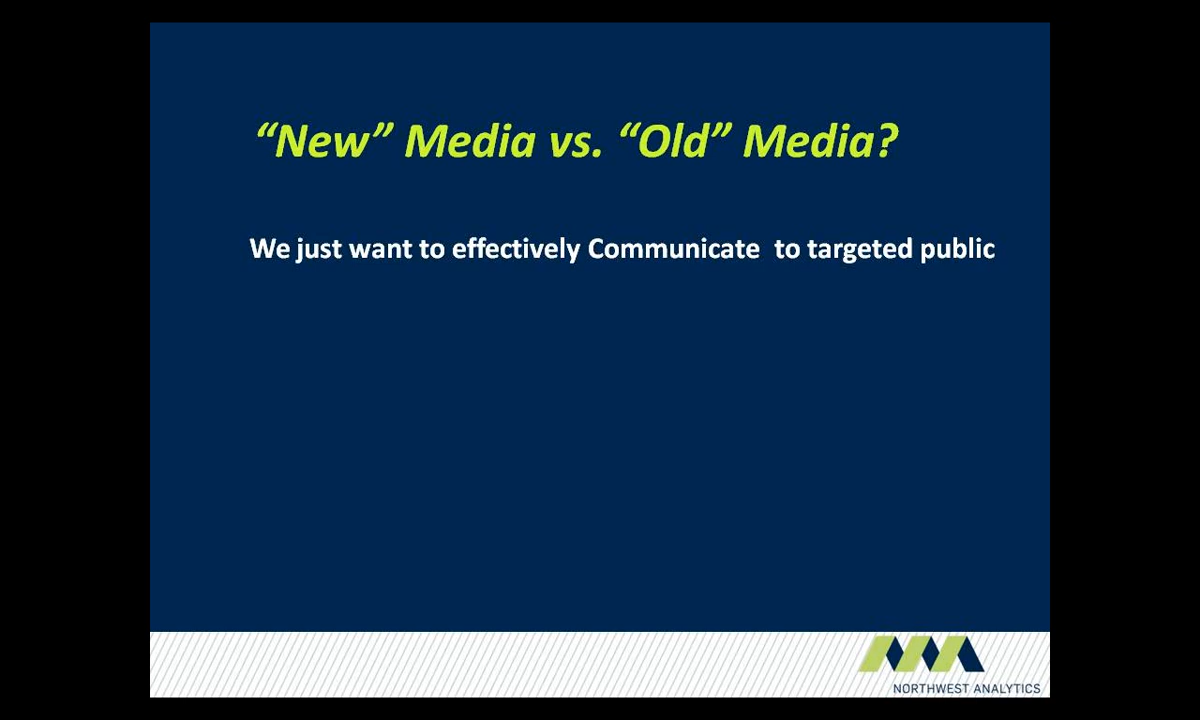 “New” Media vs. “Old” Media?
We just want to effectively Communicate  to targeted public
NORTHWEST ANALYTICS